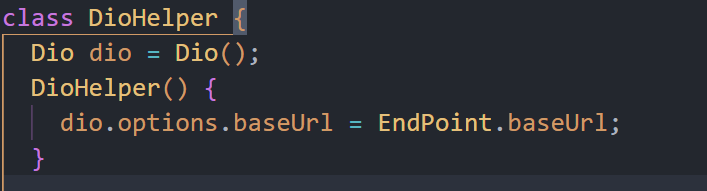 class DioHelper {
Dio dio = Dio();
DioHelper() {
dio.options.baseUrl = EndPoint.baseUrl;
}